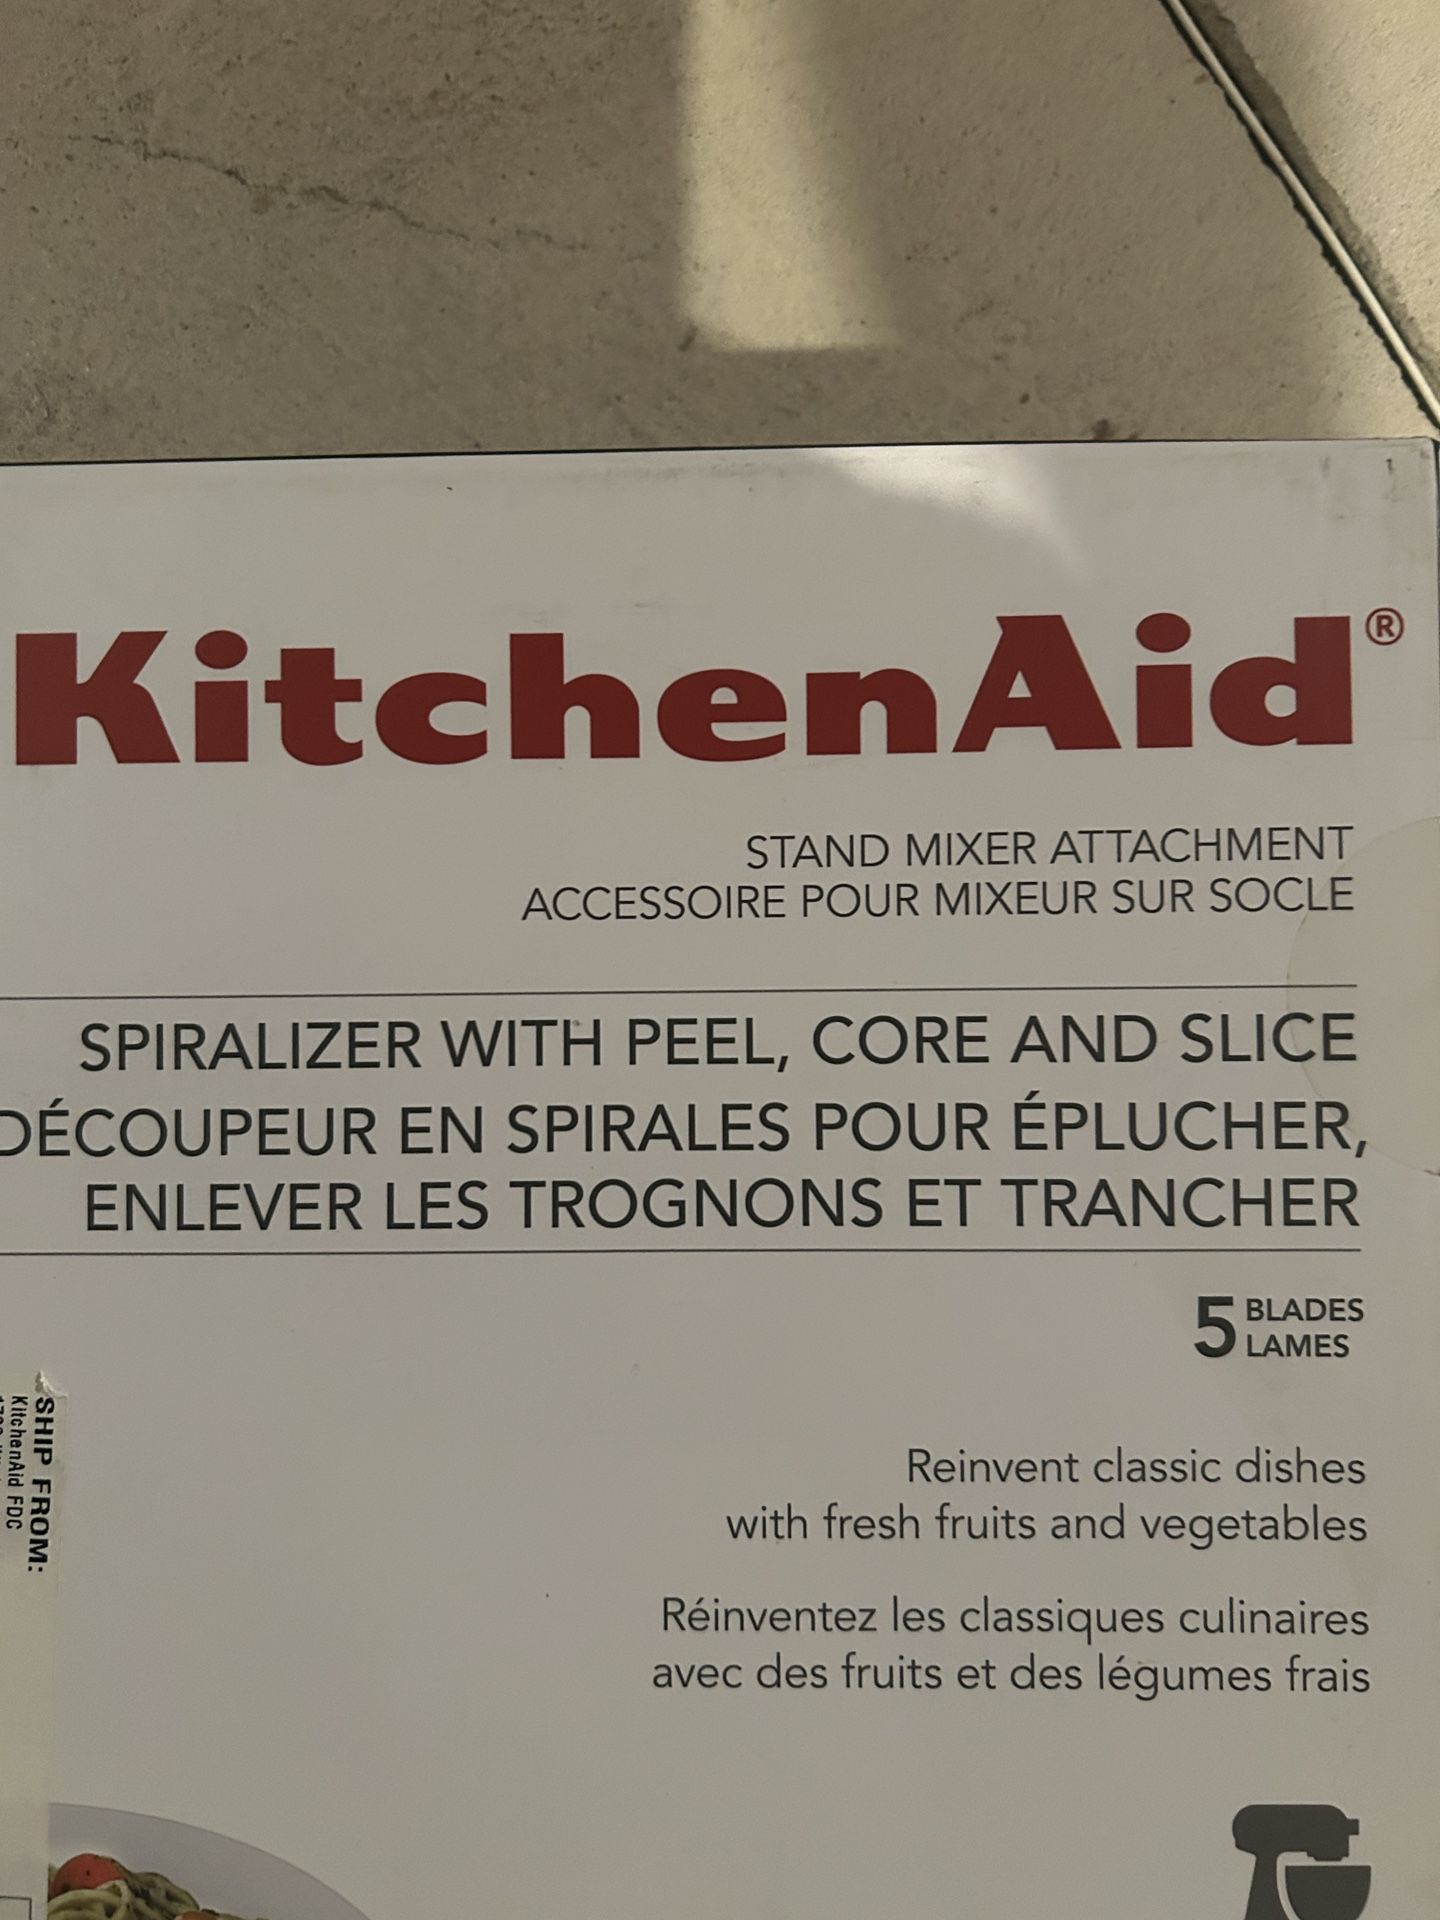 KitchenAid®
STAND MIXER ATTACHMENT
ACCESSOIRE POUR MIXEUR SUR SOCLE
SPIRALIZER WITH PEEL, CORE AND SLICE
DÉCOUPEUR EN SPIRALES POUR ÉPLUCHER,
ENLEVER LES TROGNONS ET TRANCHER
5 BLADES
LAMES
Reinvent classic dishes
with fresh fruits and vegetables
Réinventez les classiques culinaires
avec des fruits et des légumes frais
SHIP FROM:
KitchenAid FDC